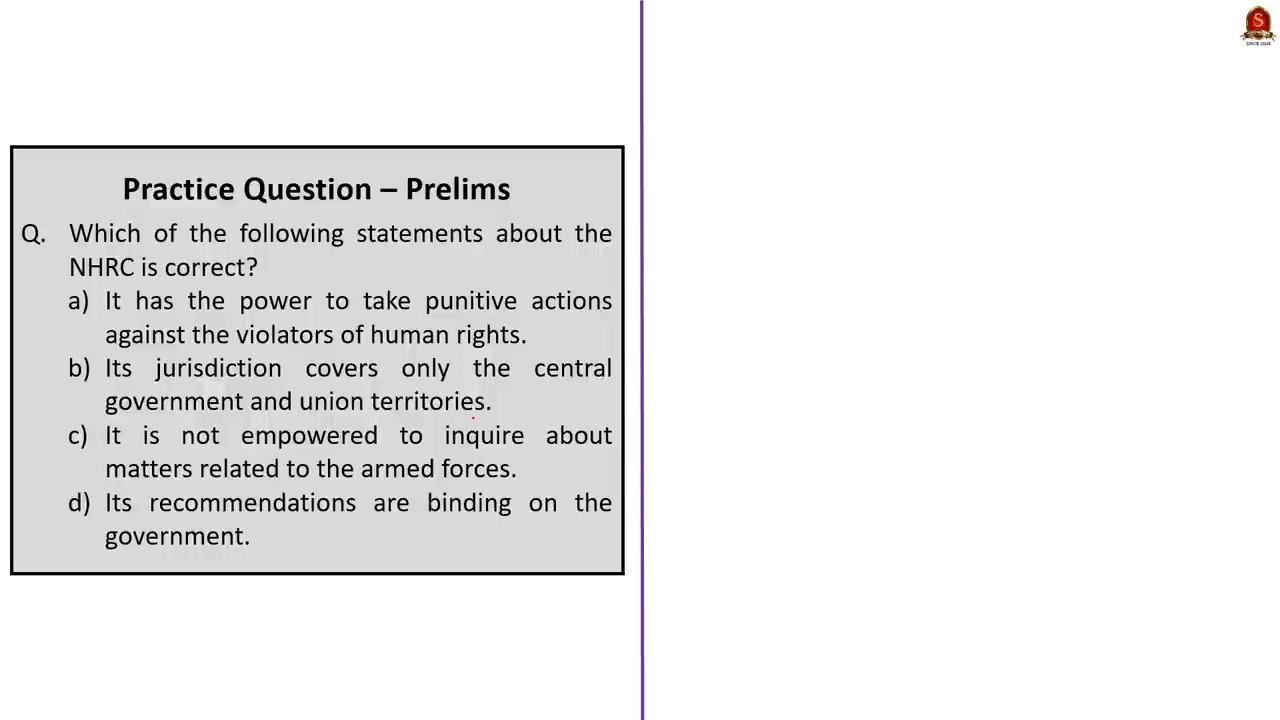 S
SINCE 2004
Practice Question – Prelims
Q. Which of the following statements about the
NHRC is correct?
a) It has the power to take punitive actions
against the violators of human rights.
b) Its jurisdiction covers only the central
government and union territories.
c) It is not empowered to inquire about
matters related to the armed forces.
d) Its recommendations are binding on the
government.